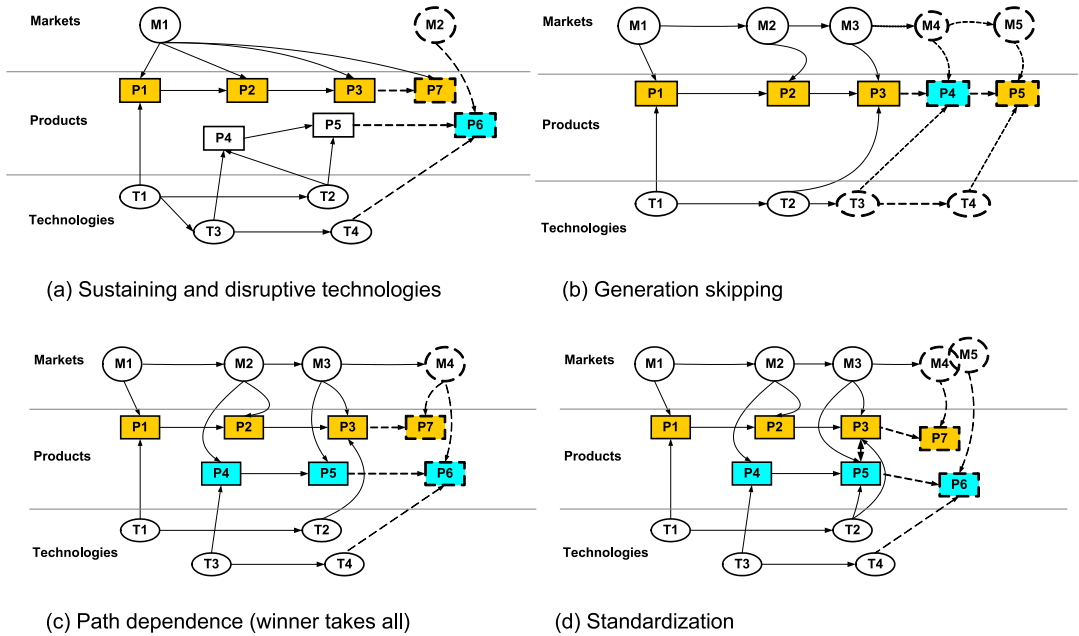 Markets
M1
M2
P1
P2
P3
P7
Products
P4
P5
P6
T1
T2
Technologies
T3
T4
(a) Sustaining and disruptive technologies
Markets
M1
M2
M3
M4
M5
P1
P2
P3
P4
P5
Products
T1
T2
T3
T4
Technologies
(b) Generation skipping
Markets
M1
M2
M3
M4
P1
P2
P3
P7
Products
P4
P5
P6
T1
T2
Technologies
T3
T4
(c) Path dependence (winner takes all)
Markets
M1
M2
M3
M4
M5
P1
P2
P3
P7
Products
P4
P5
P6
T1
T2
Technologies
T3
T4
(d) Standardization